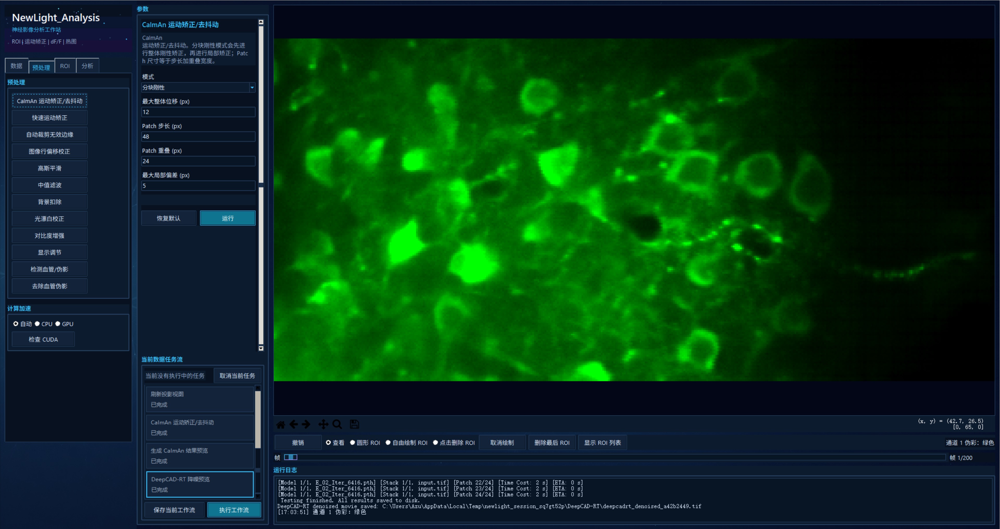 NewLight_Analysis
神经影像分析工作站
ROI | 运动矫正 | dF/F | 热图
数据
预处理
ROI
分析
预处理
CaImAn 运动矫正/去抖动
快速运动矫正
自动裁剪无效边缘
图像行偏移校正
高斯平滑
中值滤波
背景扣除
光漂白校正
对比度增强
显示调节
检测血管/伪影
去除血管伪影
计算加速
自动 CPU GPU
检查 CUDA
参数
CaImAn 运动矫正/去抖动
CaImAn
运动矫正/去抖动。分块刚性模式会先进
行整体刚性矫正，再进行局部矫正；Patc
h 尺寸等于步长加重叠宽度。
模式
分块刚性
最大整体位移 (px)
12
Patch 步长 (px)
48
Patch 重叠 (px)
24
最大局部偏差 (px)
5
恢复默认
运行
当前数据任务流
当前没有执行中的任务
取消当前任务
刷新投影视图
已完成
CaImAn 运动矫正/去抖动
已完成
生成 CaImAn 结果预览
已完成
DeepCAD-RT 降噪预览
已完成
保存当前工作流
执行工作流
(x, y) = (42.7, 26.5)
[0, 65, 0]
撤销 查看 圆形 ROI 自由绘制 ROI 点击删除 ROI 取消绘制 删除最后 ROI 显示 ROI 列表 通道 1 伪彩：绿色
帧 帧 1/200
运行日志
[Model 1/1, E_02_Iter_6416.pth] [Stack 1/1, input.tif] [Patch 22/24] [Time Cost: 2 s] [ETA: 0 s]
[Model 1/1, E_02_Iter_6416.pth] [Stack 1/1, input.tif] [Patch 23/24] [Time Cost: 2 s] [ETA: 0 s]
[Model 1/1, E_02_Iter_6416.pth] [Stack 1/1, input.tif] [Patch 24/24] [Time Cost: 2 s] [ETA: 0 s]
Testing finished. All results saved to disk.
DeepCAD-RT denoised movie saved: C:\Users\Azu\AppData\Local\Temp\newlight_session_sq7gt52p\DeepCAD-RT\deepcadrt_denoised_a42b2449.tif
[17:03:51] 通道 1 伪彩：绿色